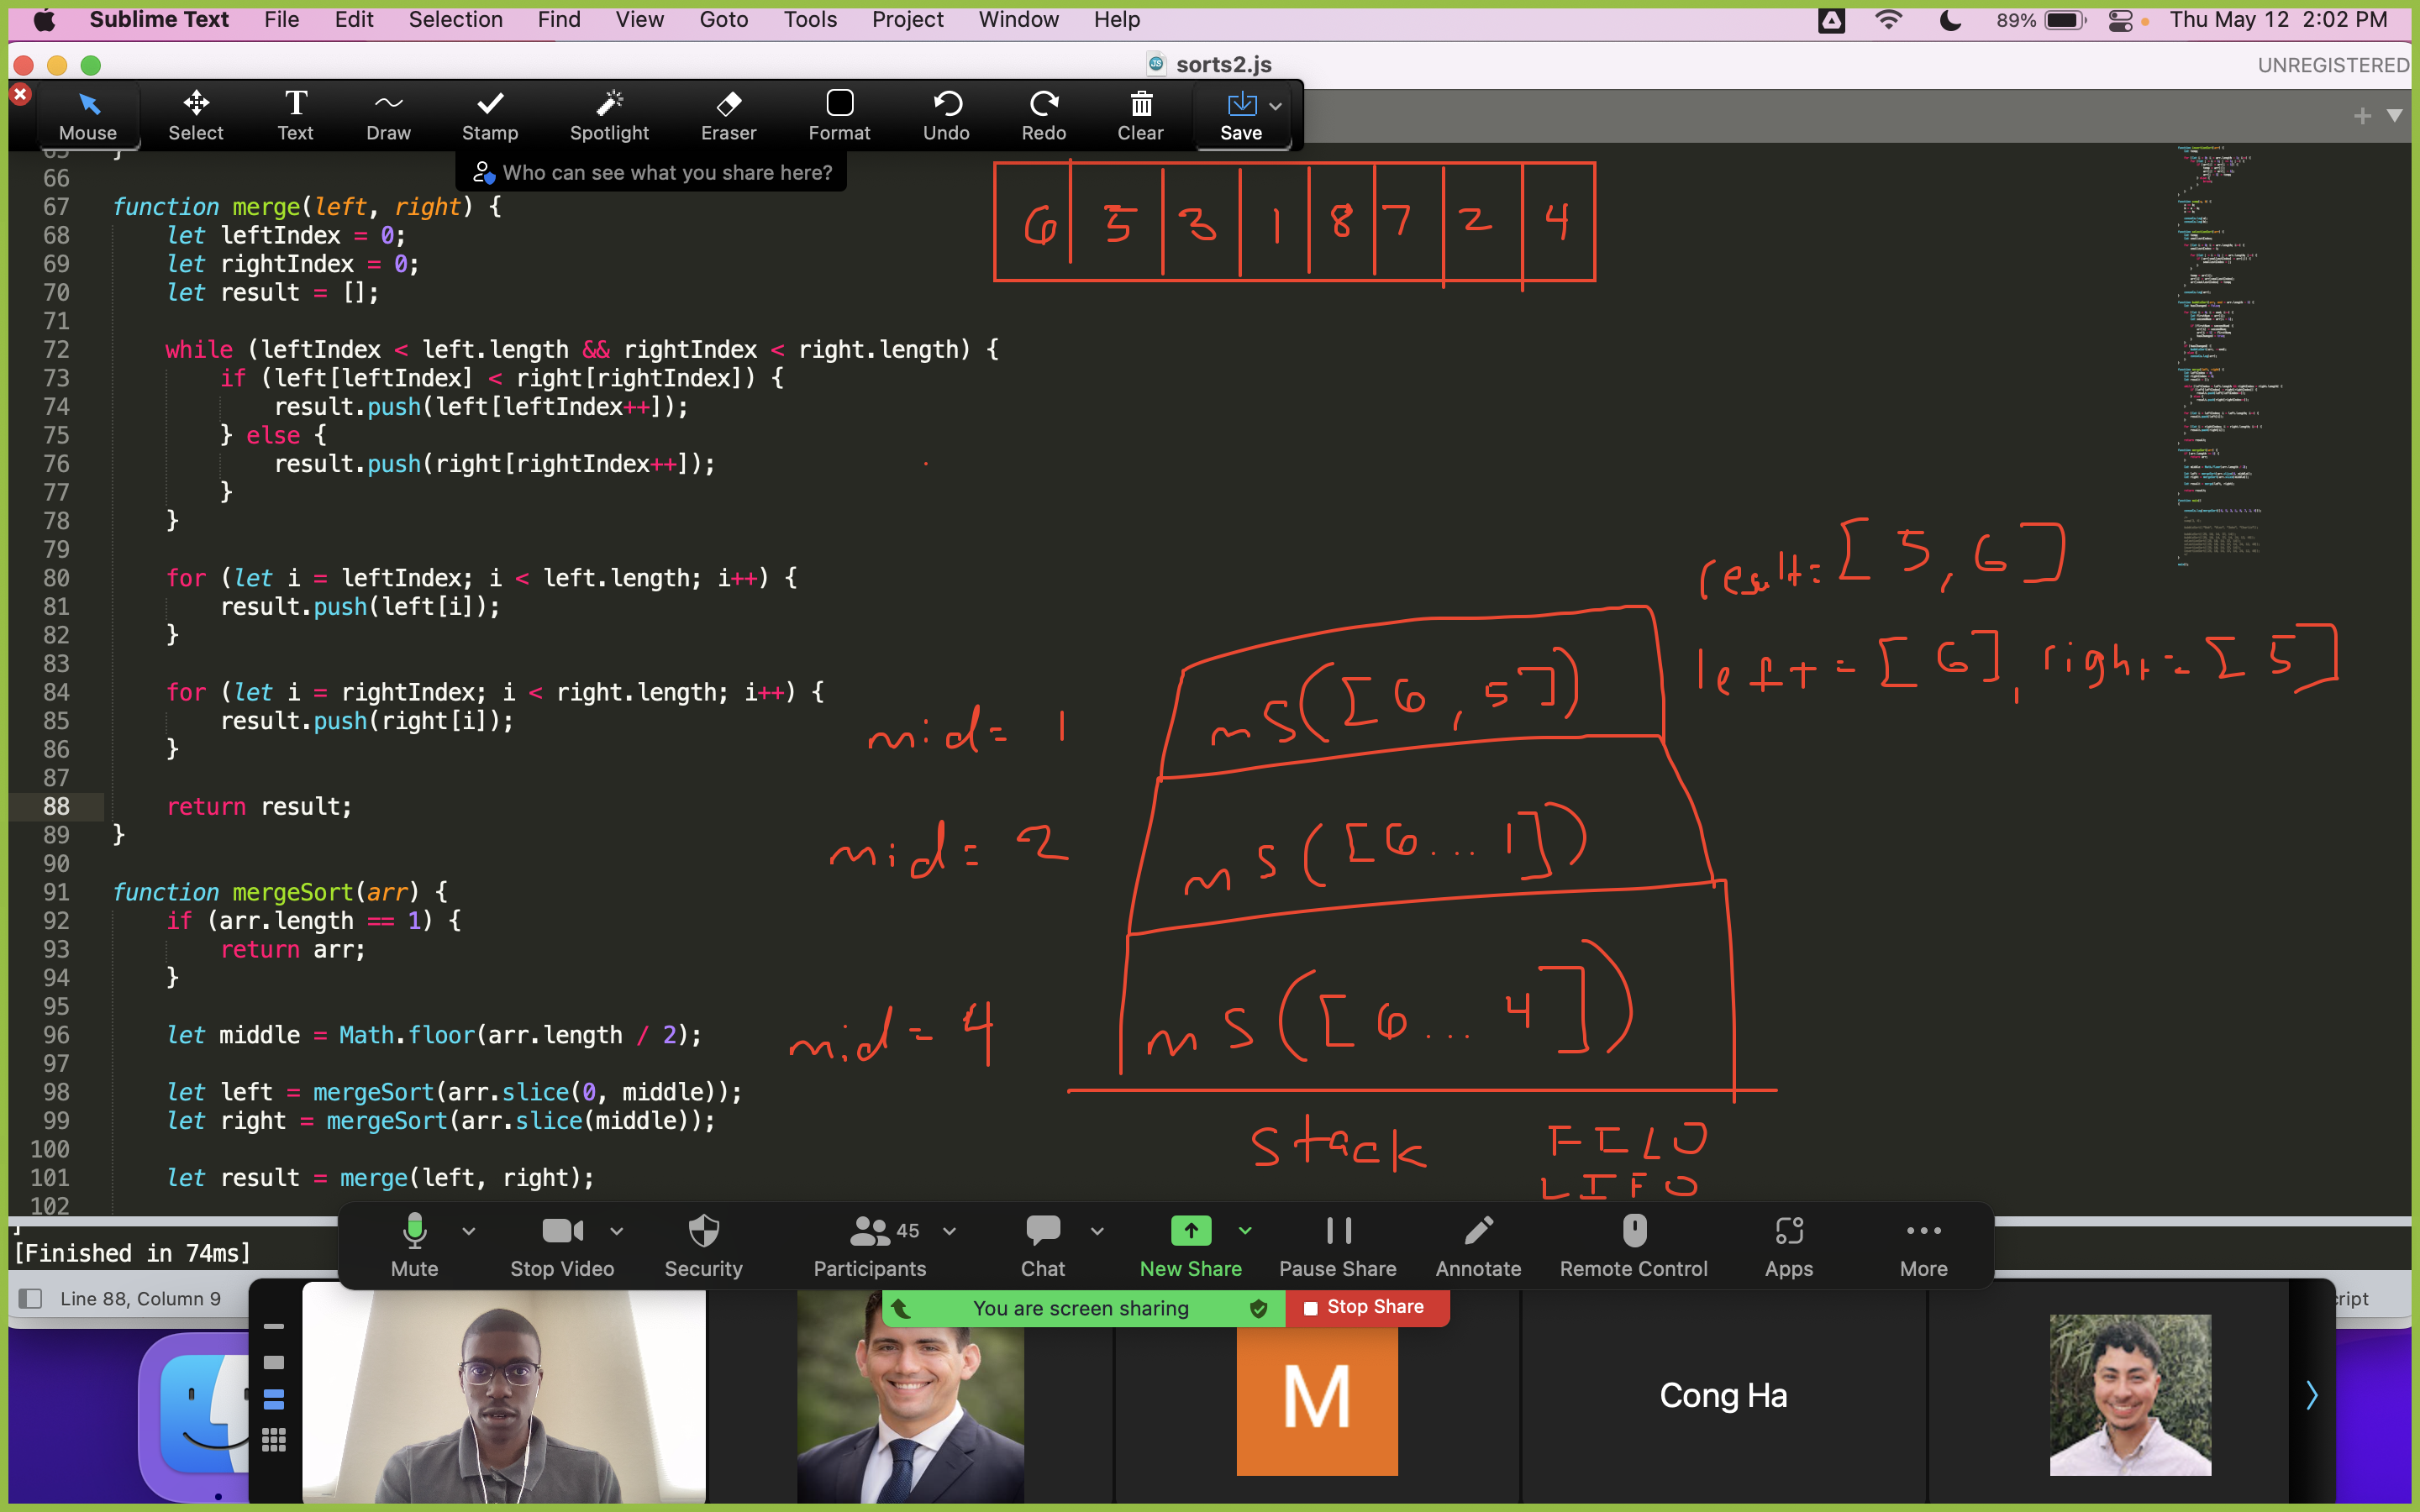 Sublime Text File Edit Selection Find View Goto Tools Project Window Help 89% Thu May 12 2:02 PM
sorts2.js UNREGISTERED
Mouse Select Text Draw Stamp Spotlight Eraser Format Undo Redo Clear Save
Who can see what you share here?
65 }
66
67 function merge(left, right) {
68 let leftIndex = 0;
69 let rightIndex = 0;
70 let result = [];
71
72 while (leftIndex < left.length && rightIndex < right.length) {
73 if (left[leftIndex] < right[rightIndex]) {
74 result.push(left[leftIndex++]);
75 } else {
76 result.push(right[rightIndex++]);
77 }
78 }
79
80 for (let i = leftIndex; i < left.length; i++) {
81 result.push(left[i]);
82 }
83
84 for (let i = rightIndex; i < right.length; i++) {
85 result.push(right[i]);
86 }
87
88 return result;
89 }
90
91 function mergeSort(arr) {
92 if (arr.length == 1) {
93 return arr;
94 }
95
96 let middle = Math.floor(arr.length / 2);
97
98 let left = mergeSort(arr.slice(0, middle));
99 let right = mergeSort(arr.slice(middle));
100
101 let result = merge(left, right);
102
6 5 3 1 8 7 2 4
result= [ 5, 6 ]
left = [ 6 ], right = [ 5 ]
mid = 1 mS([ 6 , 5 ])
mid = 2 mS([ 6 ... 1 ])
mid = 4 mS([ 6 ... 4 ])
Stack FILO
LIFO
[Finished in 74ms]
Mute Stop Video Security Participants 45 Chat New Share Pause Share Annotate Remote Control Apps More
Line 88, Column 9 ript
You are screen sharing Stop Share
M
Cong Ha